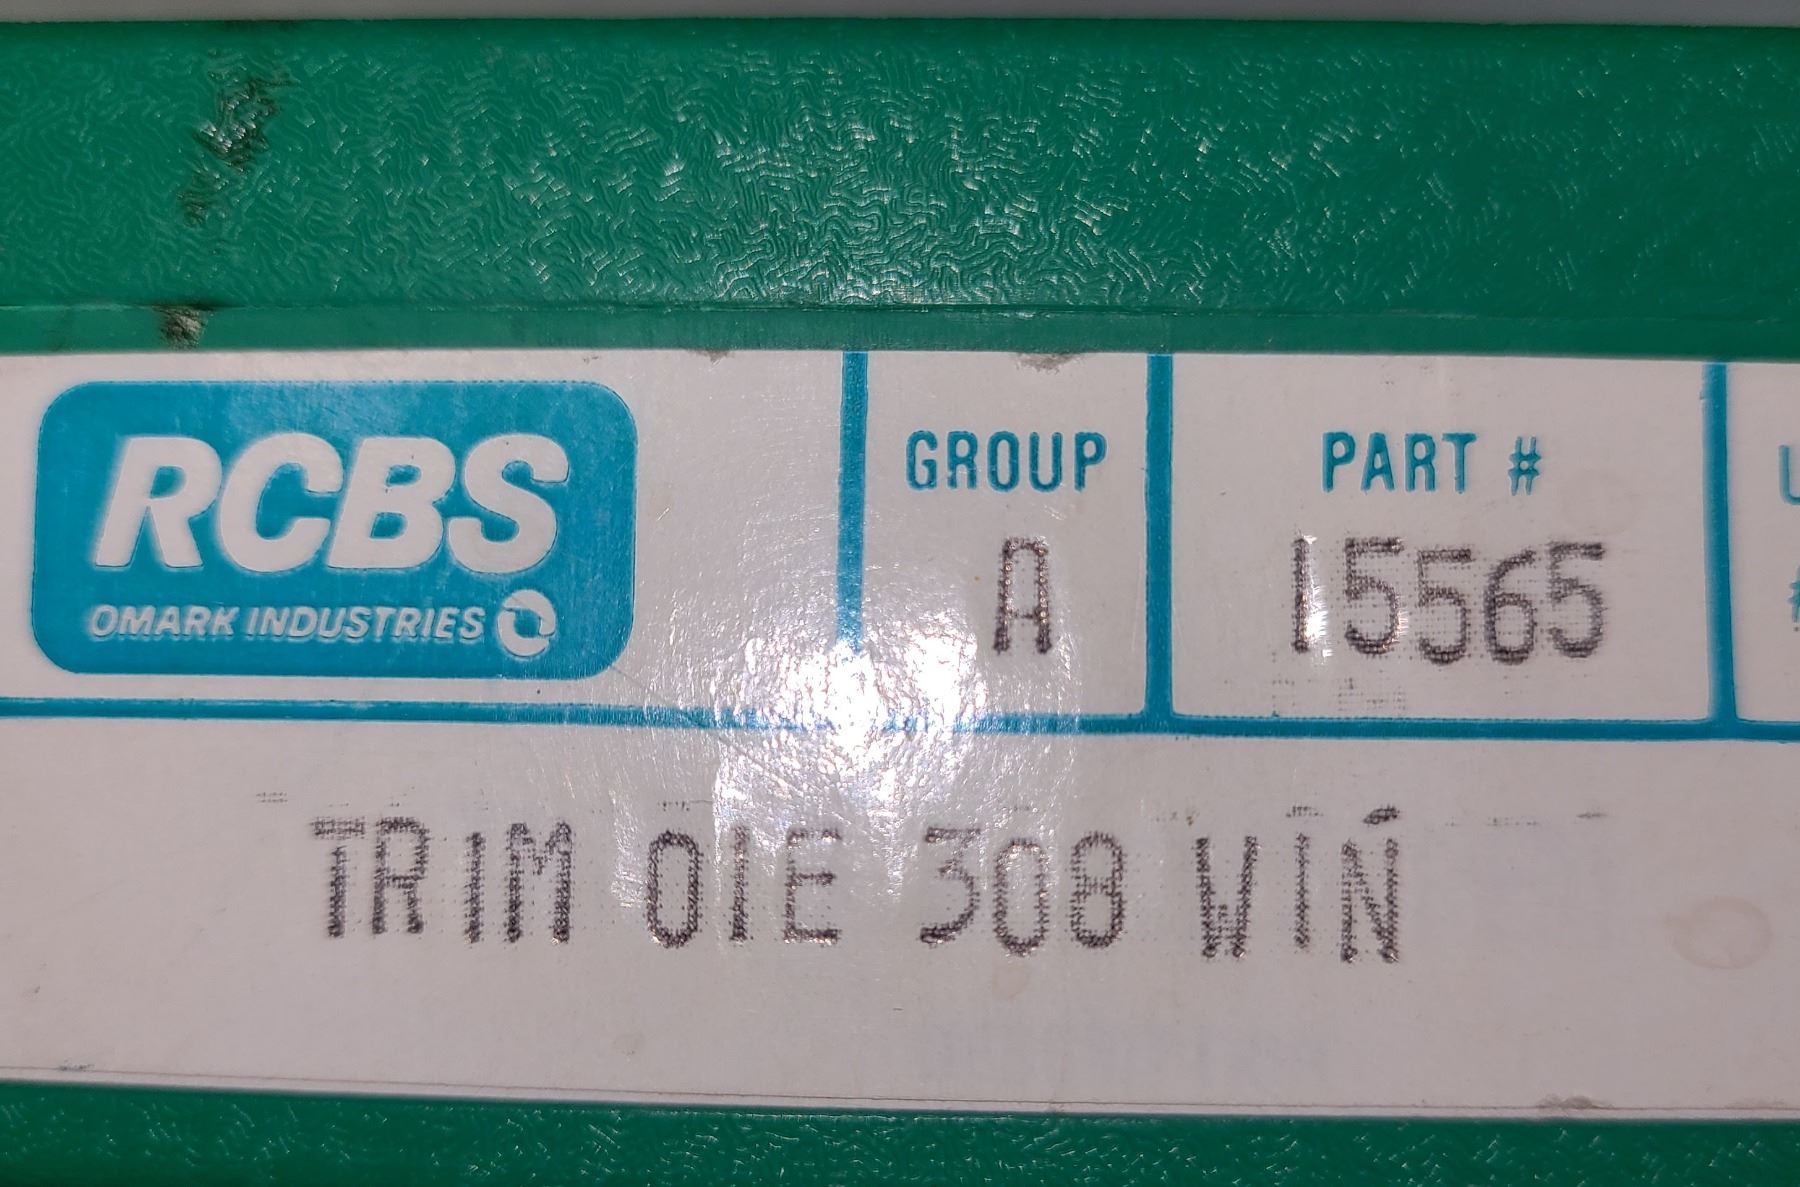 RCBS
OMARK INDUSTRIES
GROUP
A
PART #
15565
TRIM DIE 308 WIN